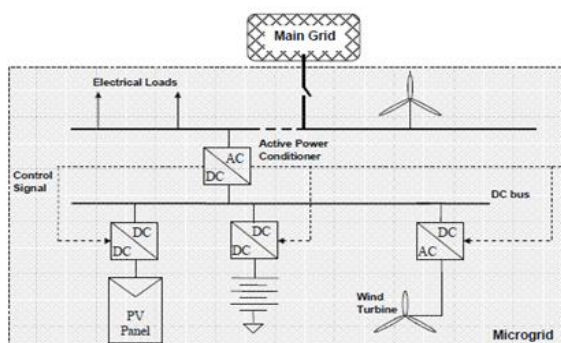 Main Grid
Electrical Loads
Active Power
Conditioner
AC
DC
Control
Signal
DC bus
DC
DC
DC
DC
DC
AC
PV
Panel
Wind
Turbine
Microgrid